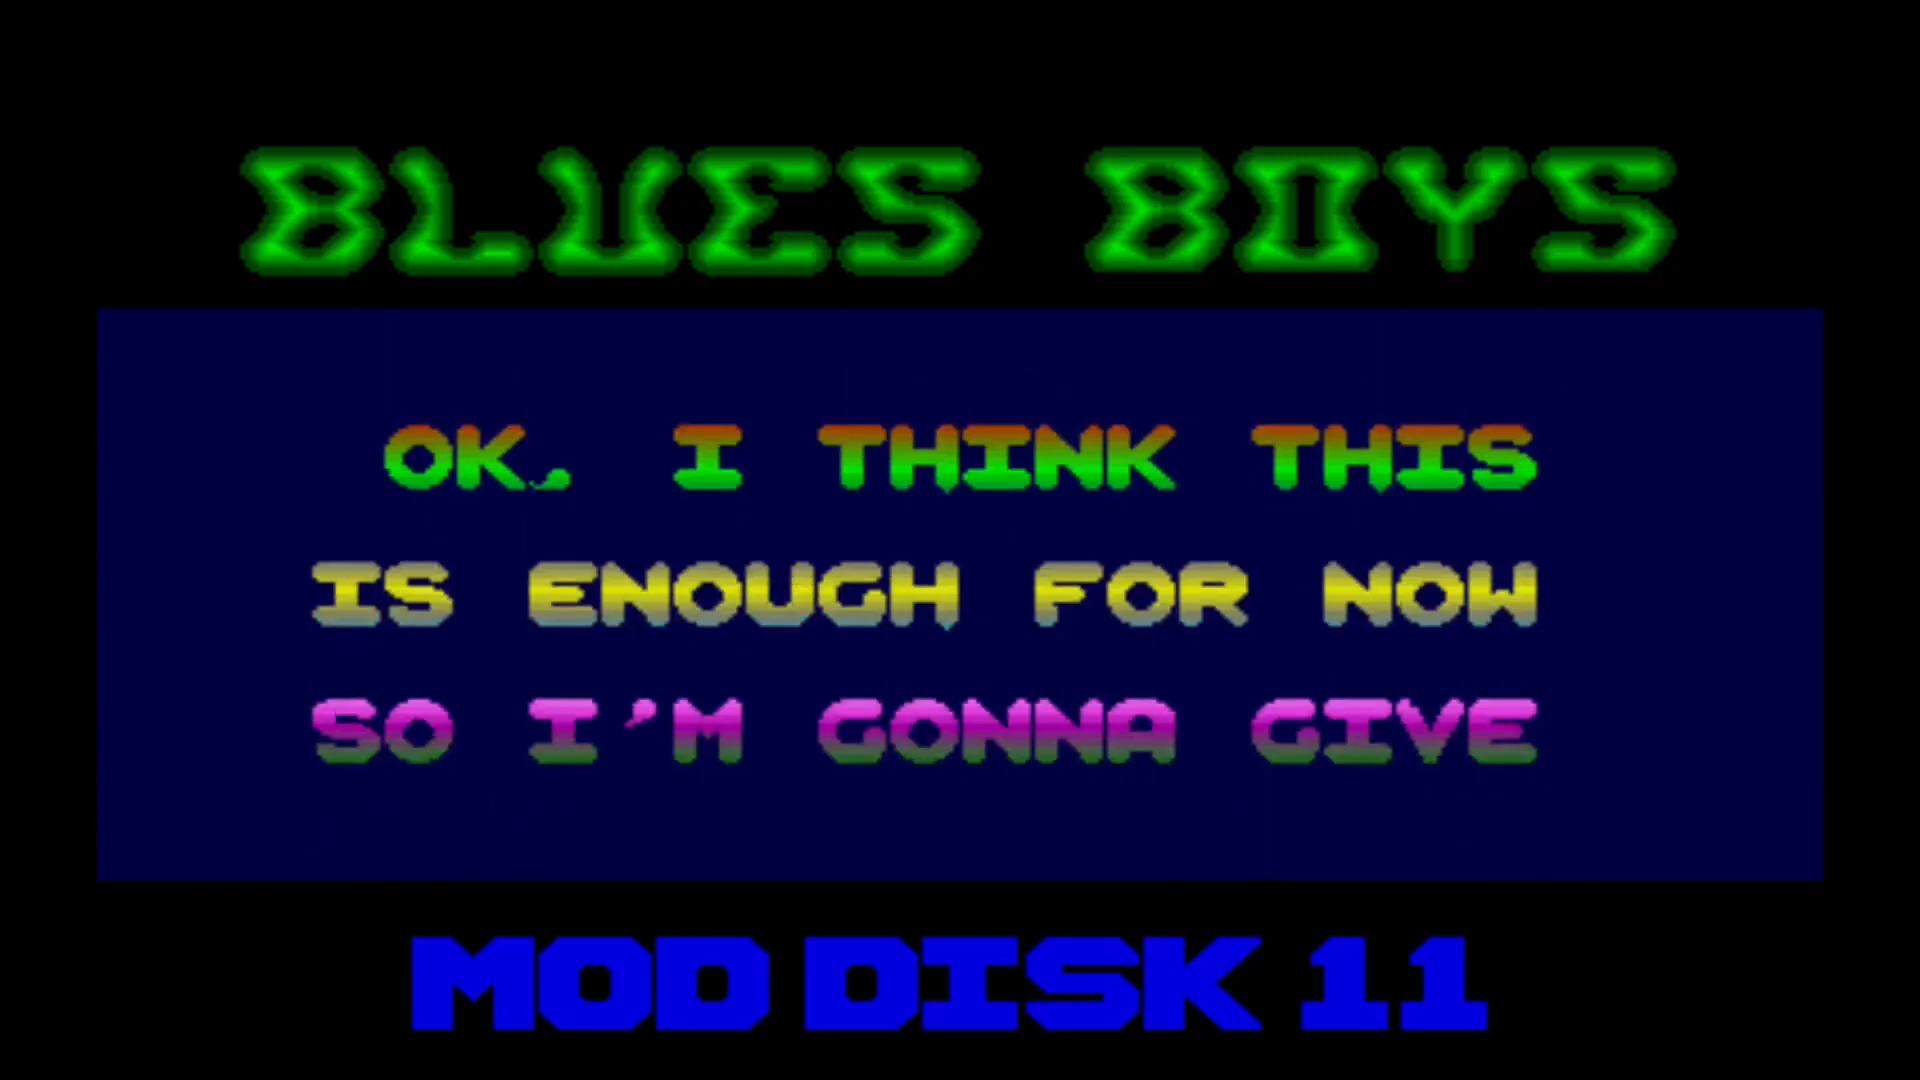 BLUES BOYS
OK, I THINK THIS
IS ENOUGH FOR NOW
SO I'M GONNA GIVE
MOD DISK 11